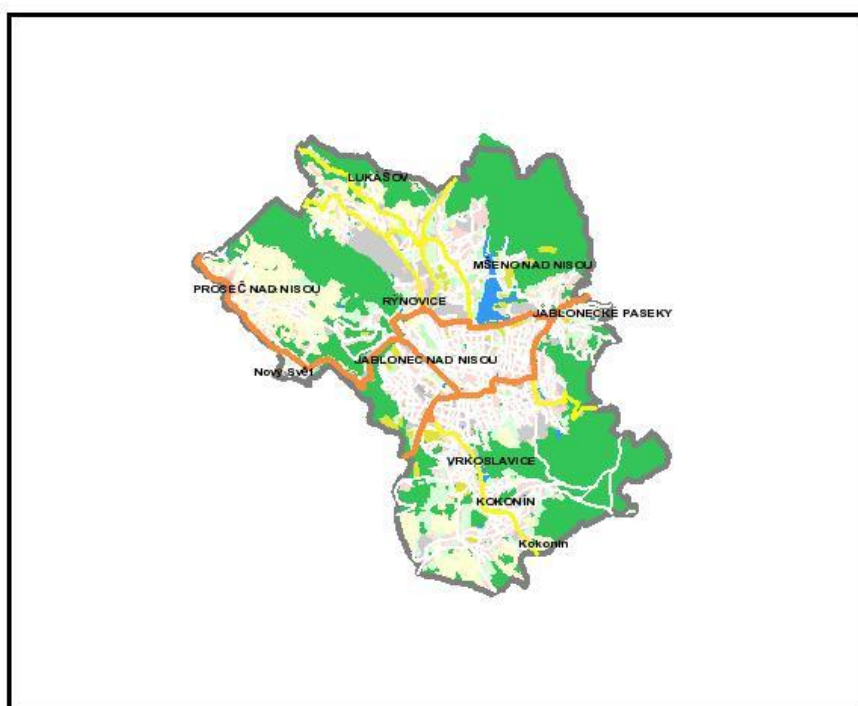 LUKÁŠOV
MŠENO NAD NISOU
PROSEČ NAD NISOU
RÝNOVICE
JABLONECKÉ PASEKY
JABLONEC NAD NISOU
Nový Svět
VRKOSLAVICE
KOKONÍN
Kokonín